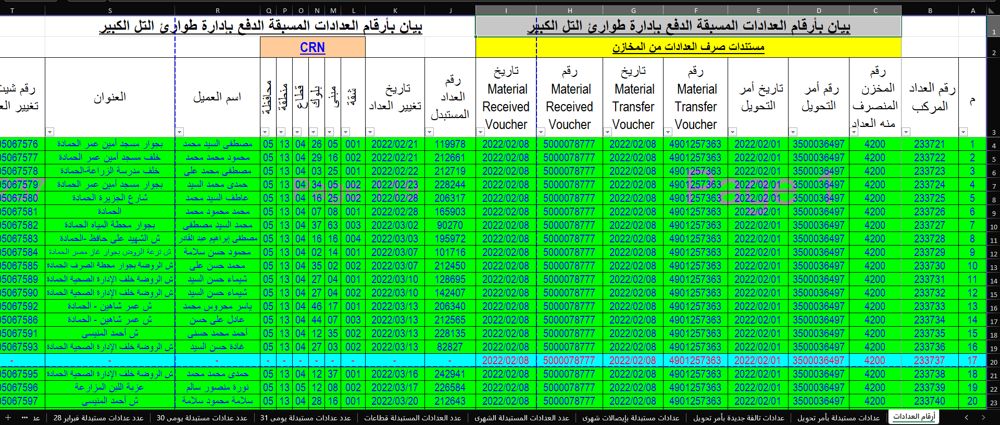 A B C D E F G H I J K L M N O P Q R S T
1 بيان بأرقام العدادات المسبقة الدفع بإدارة طوارئ التل الكبير بيان بأرقام العدادات المسبقة الدفع بإدارة طوارئ التل الكبير
2 مستندات صرف العدادات من المخازن CRN
3 م رقم العداد المركب رقم المخزن المنصرف منه العداد رقم أمر التحويل تاريخ أمر التحويل رقم Material Transfer Voucher تاريخ Material Transfer Voucher رقم Material Received Voucher تاريخ Material Received Voucher رقم العداد المستبدل تاريخ تغيير العداد شقة مبنى بلوك قطاع منطقة محافظة اسم العميل العنوان رقم شيت تغيير
4 1 233721 4200 3500036497 2022/02/01 4901257363 2022/02/08 5000078777 2022/02/08 119978 2022/02/21 001 05 26 04 13 05 مصطفى السيد محمد بجوار مسجد أمين عمر الحمادة 05067576
5 2 233722 4200 3500036497 2022/02/01 4901257363 2022/02/08 5000078777 2022/02/08 212661 2022/02/21 002 16 29 04 13 05 محمود محمد محمد خلف مسجد أمين عمر الحمادة 05067577
6 3 233723 4200 3500036497 2022/02/01 4901257363 2022/02/08 5000078777 2022/02/08 212719 2022/02/22 001 25 03 04 13 05 مصطفى محمد على خلف مدرسة الزراعة-الحمادة 05067578
7 4 233724 4200 3500036497 2022/02/01 4901257363 2022/02/08 5000078777 2022/02/08 228244 2022/02/23 002 05 34 04 13 05 حمدى محمد السيد بجوار مسجد أمين عمر الحمادة 05067579
8 5 233725 4200 3500036497 2022/02/01 4901257363 2022/02/08 5000078777 2022/02/08 206317 2022/02/28 002 25 16 04 13 05 عاطف السيد محمد شارع الجزيرة الحمادة 05067580
9 6 233726 4200 3500036497 2022/02/01 4901257363 2022/02/08 5000078777 2022/02/08 165903 2022/02/28 001 08 07 04 13 05 محمد محمود محمد الحمادة 05067581
10 7 233727 4200 3500036497 2022/02/01 4901257363 2022/02/08 5000078777 2022/02/08 90270 2022/03/02 003 63 37 04 13 05 محمد السيد مصطفى بجوار محطة المياه الحمادة 05067582
11 8 233728 4200 3500036497 2022/02/01 4901257363 2022/02/08 5000078777 2022/02/08 195972 2022/03/03 004 16 16 04 13 05 مصطفى إبراهيم عبد القادر ش الشهيد على حافظ -الحمادة 05067583
12 9 233729 4200 3500036497 2022/02/01 4901257363 2022/02/08 5000078777 2022/02/08 101716 2022/03/07 001 14 02 04 13 05 محمود حسن سلامة ش ترعة الروض بجوار غاز مصر الحمادة 05067584
13 10 233730 4200 3500036497 2022/02/01 4901257363 2022/02/08 5000078777 2022/02/08 212450 2022/03/07 002 02 35 04 13 05 محمد حسن على ش الروضة بجوار محطة الصرف الحمادة 05067585
14 11 233731 4200 3500036497 2022/02/01 4901257363 2022/02/08 5000078777 2022/02/08 128695 2022/03/10 001 04 27 04 13 05 شيماء حسن السيد ش الروضة خلف الإدارة الصحية الحمادة 05067589
15 12 233732 4200 3500036497 2022/02/01 4901257363 2022/02/08 5000078777 2022/02/08 142407 2022/03/10 002 04 27 04 13 05 شيماء حسن السيد ش الروضة خلف الإدارة الصحية الحمادة 05067590
16 13 233733 4200 3500036497 2022/02/01 4901257363 2022/02/08 5000078777 2022/02/08 206340 2022/03/13 001 17 46 04 13 05 ياسر محروس محمد ش عمر شاهين - الحمادة 05067592
17 14 233734 4200 3500036497 2022/02/01 4901257363 2022/02/08 5000078777 2022/02/08 212565 2022/03/13 003 07 44 04 13 05 عادل على حسن ش عمر شاهين - الحمادة 05067586
18 15 233735 4200 3500036497 2022/02/01 4901257363 2022/02/08 5000078777 2022/02/08 228135 2022/03/13 002 35 12 04 13 05 أحمد محمد حسنى ش أحمد المنيسى 05067591
19 16 233736 4200 3500036497 2022/02/01 4901257363 2022/02/08 5000078777 2022/02/08 82827 2022/03/13 002 03 27 04 13 05 غادة حسن السيد ش الروضة خلف الإدارة الصحية الحمادة 05067593
20 17 233737 4200 3500036497 2022/02/01 4901257363 2022/02/08 5000078777 2022/02/08 - - - - - - - - - - -
21 18 233738 4200 3500036497 2022/02/01 4901257363 2022/02/08 5000078777 2022/02/08 242941 2022/03/16 001 37 12 04 13 05 حمدى محمد محمد ش الروضة خلف الإدارة الصحية الحمادة 05067595
22 19 233739 4200 3500036497 2022/02/01 4901257363 2022/02/08 5000078777 2022/02/08 226584 2022/03/17 002 08 12 05 13 05 نورة منصور سالم عزبة اللبن المزارعة 05067596
23 20 233740 4200 3500036497 2022/02/01 4901257363 2022/02/08 5000078777 2022/02/08 212643 2022/03/20 001 16 28 04 13 05 سلامة محمود سلامة ش أحمد المنيسى 05067597
Page 1
أرقام العدادات عدادات مستبدلة بأمر تحويل عدادات تالفة جديدة بأمر تحويل عدادات مستبدلة بإيصالات شهرى عدد العدادات المستبدلة الشهرى عدد العدادات المستبدلة قطاعات عدد عدادات مستبدلة يومى 31 عدد عدادات مستبدلة يومى 30 عدد عدادات مستبدلة فبراير 28 عد